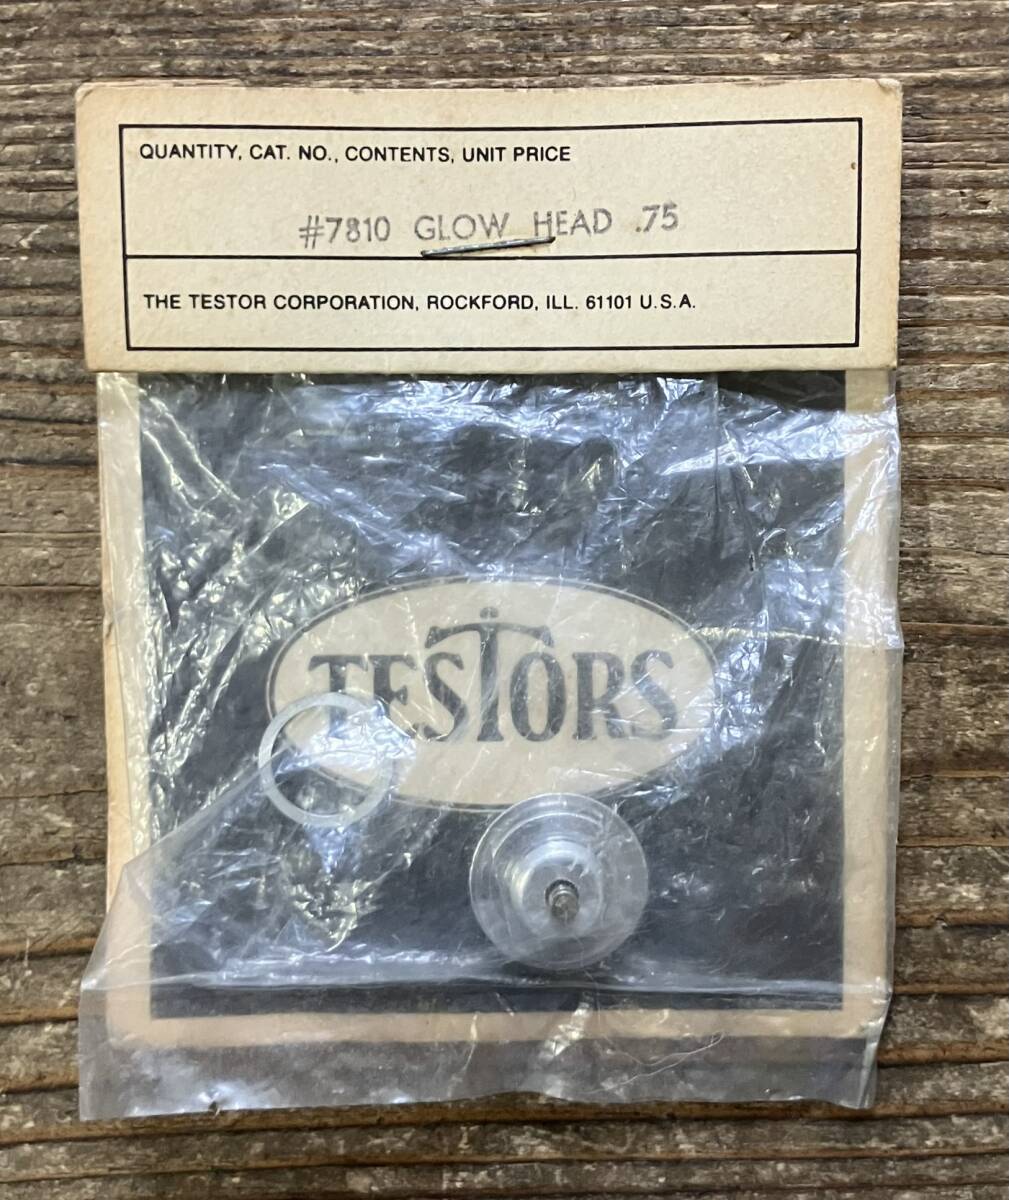 QUANTITY, CAT. NO., CONTENTS, UNIT PRICE
#7810 GLOW HEAD .75
THE TESTOR CORPORATION, ROCKFORD, ILL. 61101 U.S.A.
TESTORS